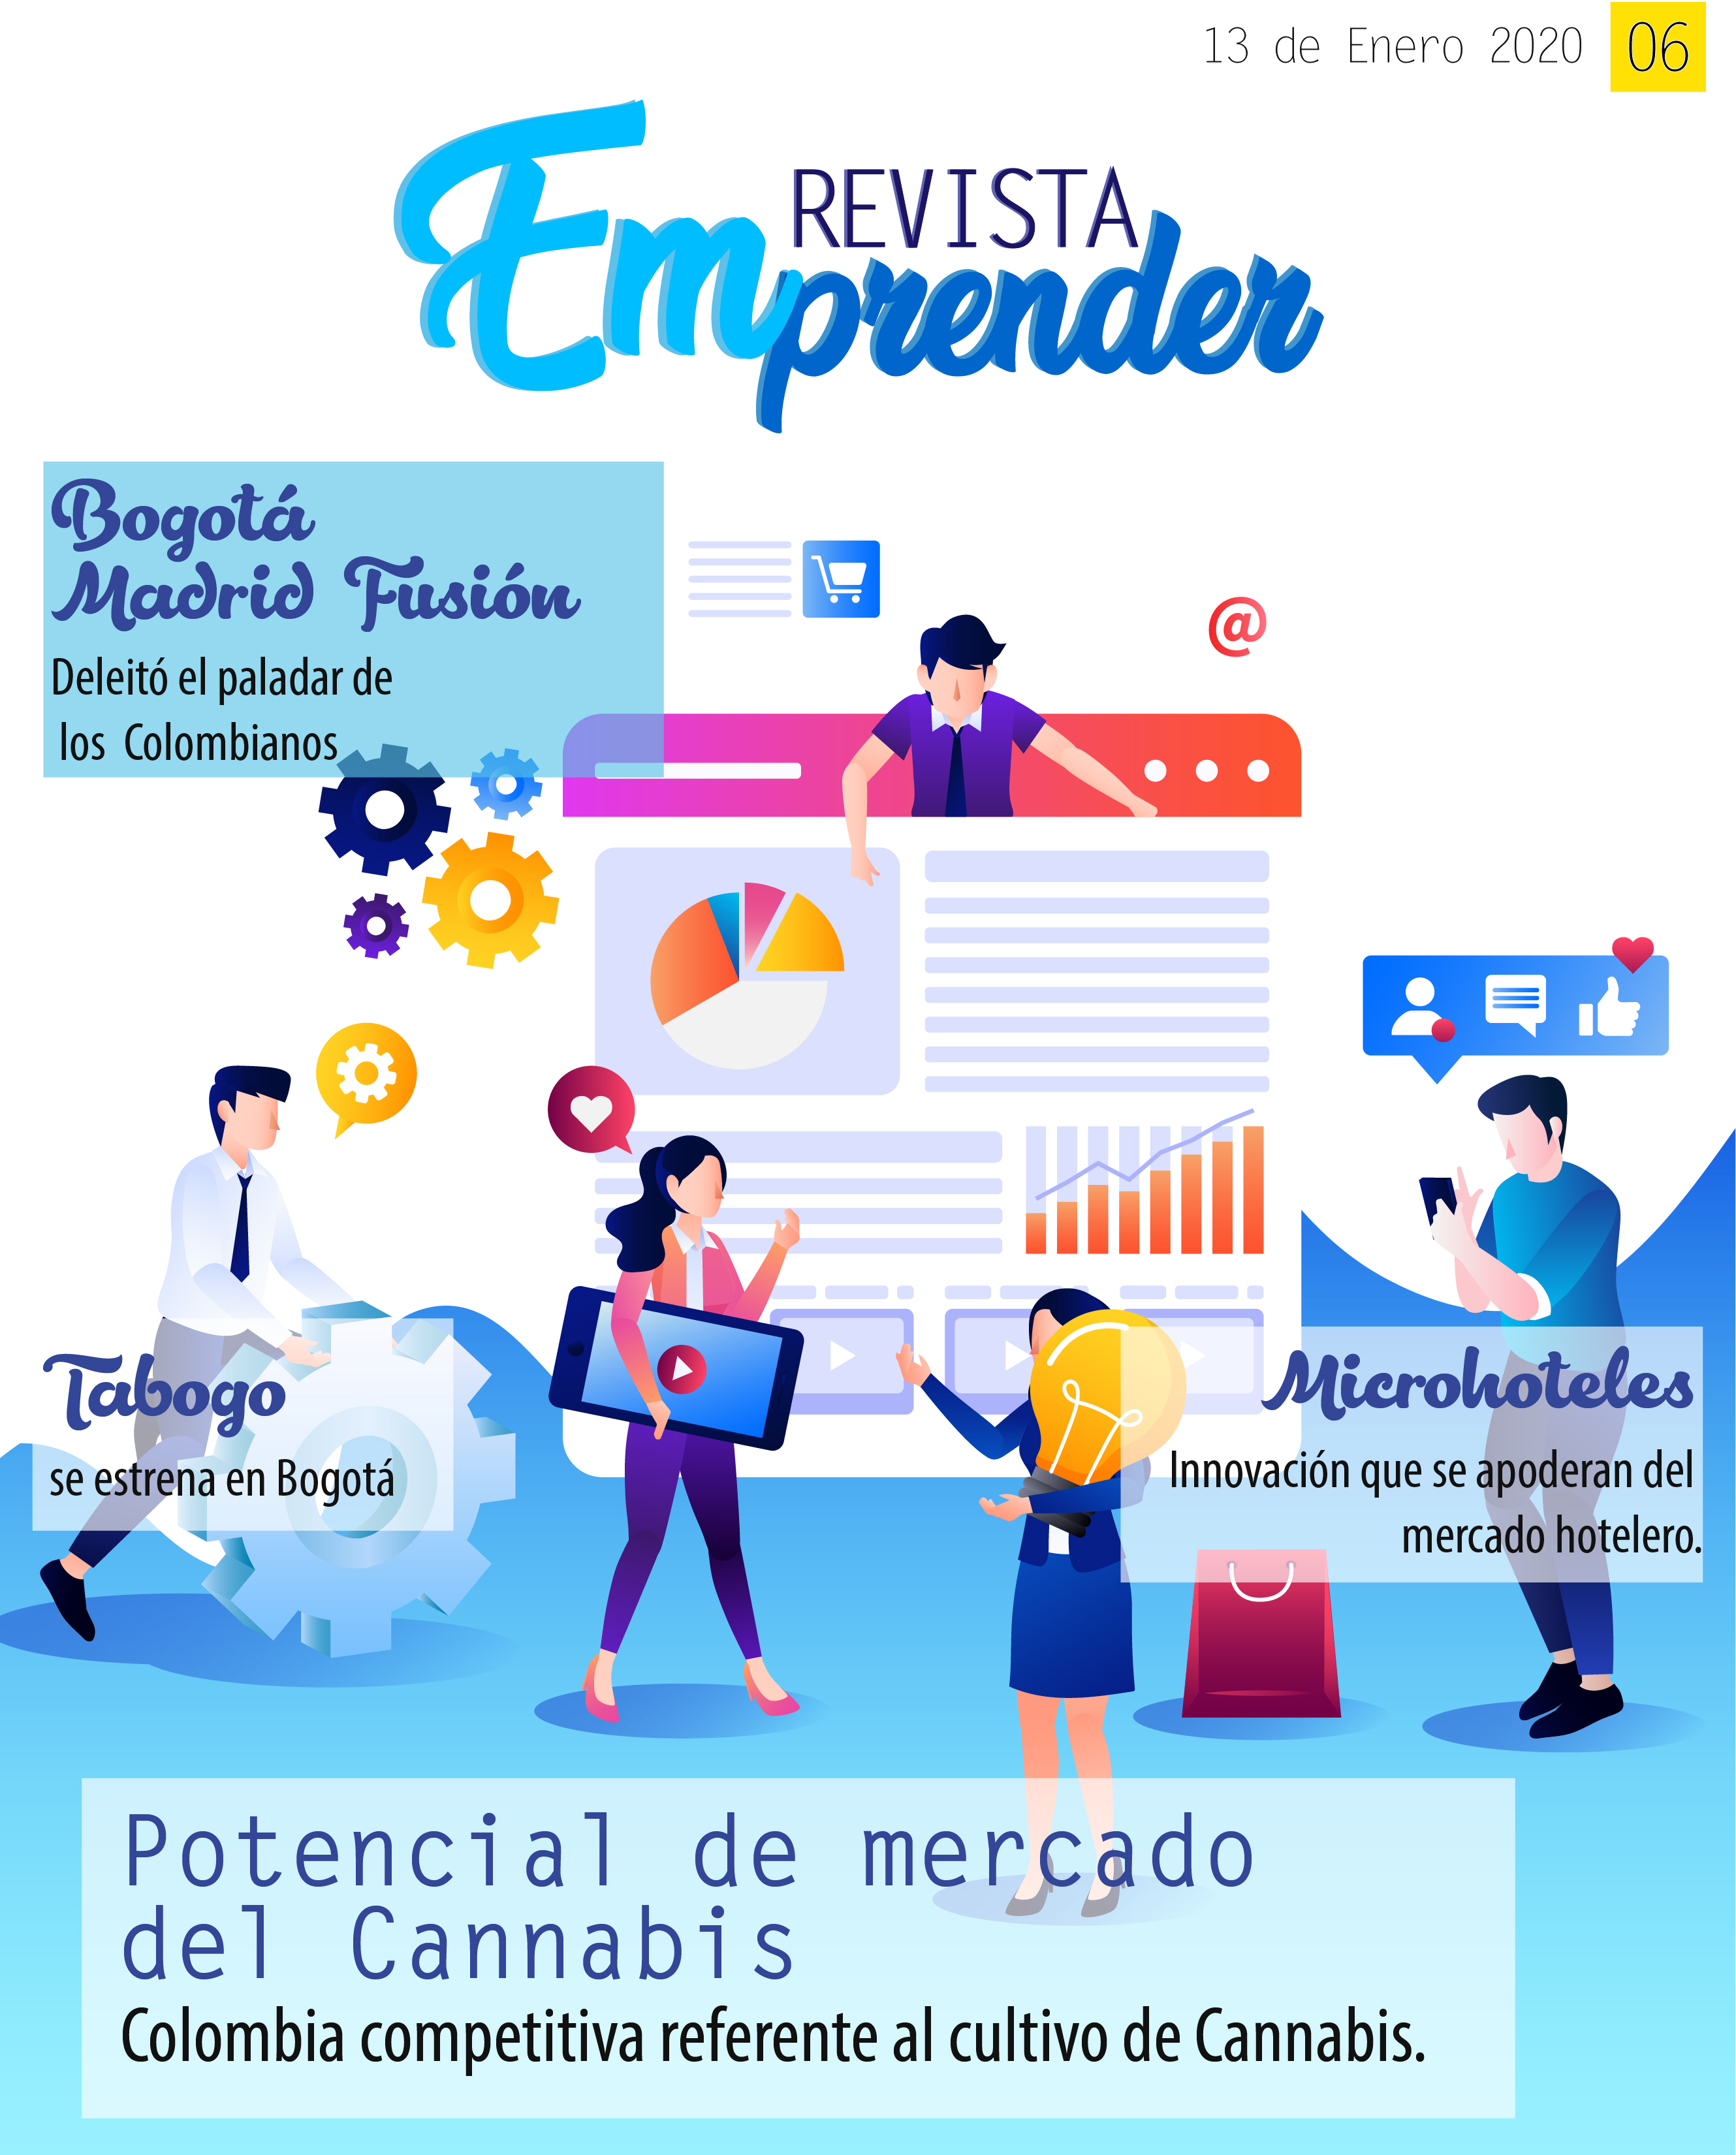 13 de Enero 2020 06
REVISTA
Emprender
Bogotá
Madrid Fusión
Deleitó el paladar de
los Colombianos
@
Tabogo
se estrena en Bogotá
Microhoteles
Innovación que se apoderan del
mercado hotelero.
Potencial de mercado
del Cannabis
Colombia competitiva referente al cultivo de Cannabis.